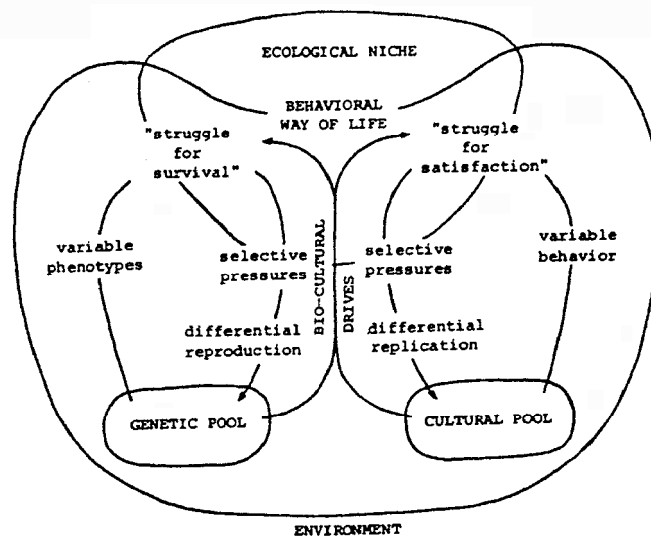 ECOLOGICAL NICHE
BEHAVIORAL
WAY OF LIFE
"struggle
for
survival"
"struggle
for
satisfaction"
variable
phenotypes
selective
pressures
BIO-CULTURAL
DRIVES
selective
pressures
variable
behavior
differential
reproduction
differential
replication
GENETIC POOL
CULTURAL POOL
ENVIRONMENT